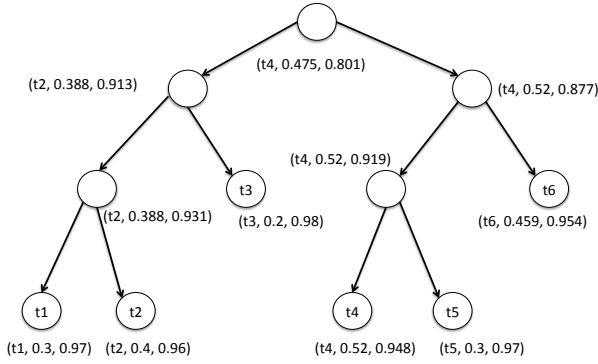 (t4, 0.475, 0.801)
(t2, 0.388, 0.913)
(t4, 0.52, 0.877)
(t4, 0.52, 0.919)
t3
t6
(t2, 0.388, 0.931)
(t3, 0.2, 0.98)
(t6, 0.459, 0.954)
t1
t2
t4
t5
(t1, 0.3, 0.97)
(t2, 0.4, 0.96)
(t4, 0.52, 0.948)
(t5, 0.3, 0.97)